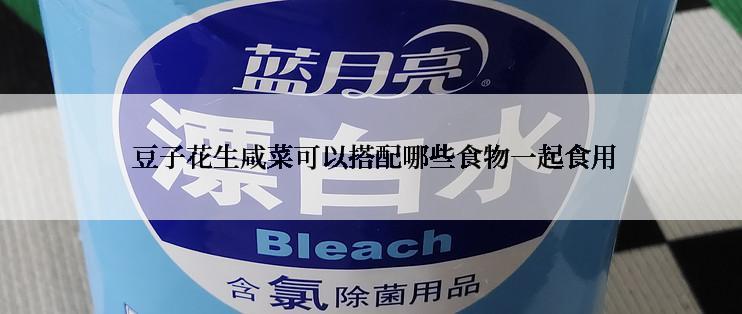 蓝月亮®
漂白水
豆子花生咸菜可以搭配哪些食物一起食用
Bleach
含氯除菌用品